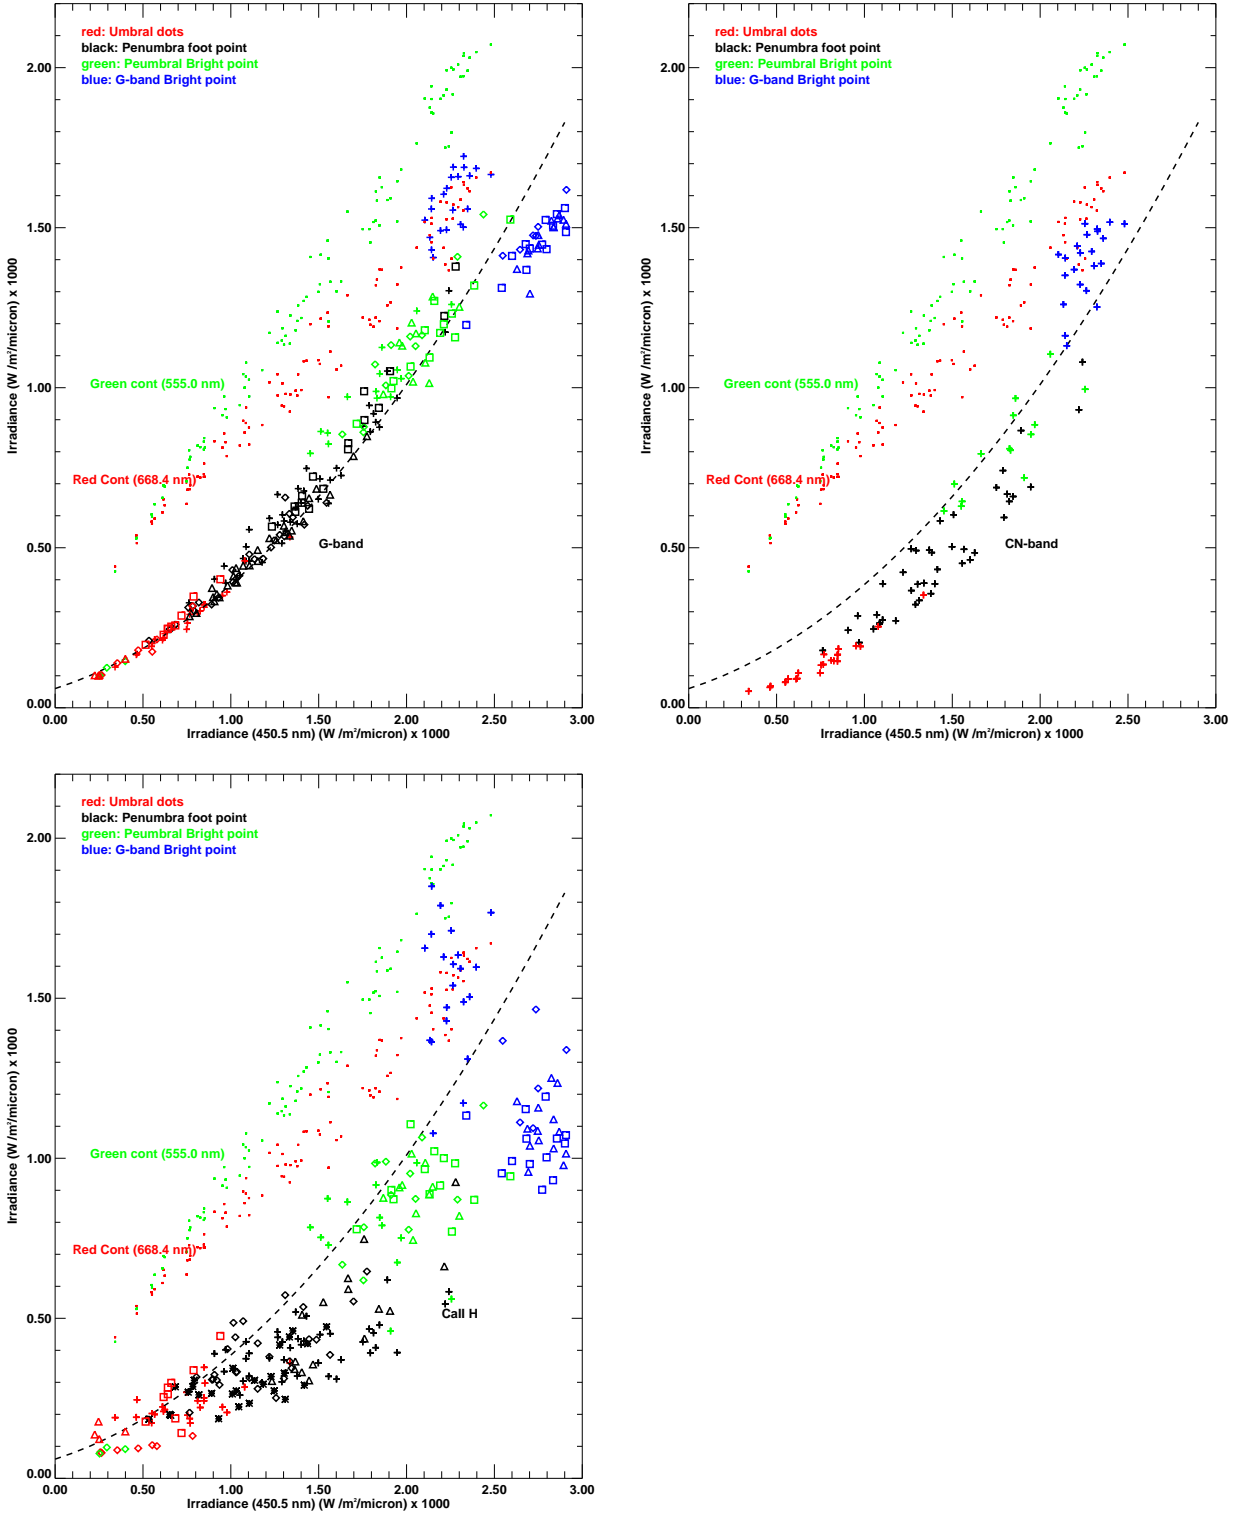 red: Umbral dots
black: Penumbra foot point
green: Peumbral Bright point
blue: G-band Bright point
2.00
1.50
1.00
0.50
0.00
Green cont (555.0 nm)
Red Cont (668.4 nm)
G-band
0.00 0.50 1.00 1.50 2.00 2.50 3.00
Irradiance (450.5 nm) (W /m²/micron) x 1000
Irradiance (W /m²/micron) x 1000
red: Umbral dots
black: Penumbra foot point
green: Peumbral Bright point
blue: G-band Bright point
2.00
1.50
1.00
0.50
0.00
Green cont (555.0 nm)
Red Cont (668.4 nm)
CN-band
0.00 0.50 1.00 1.50 2.00 2.50 3.00
Irradiance (450.5 nm) (W /m²/micron) x 1000
Irradiance (W /m²/micron) x 1000
red: Umbral dots
black: Penumbra foot point
green: Peumbral Bright point
blue: G-band Bright point
2.00
1.50
1.00
0.50
0.00
Green cont (555.0 nm)
Red Cont (668.4 nm)
CaII H
0.00 0.50 1.00 1.50 2.00 2.50 3.00
Irradiance (450.5 nm) (W /m²/micron) x 1000
Irradiance (W /m²/micron) x 1000